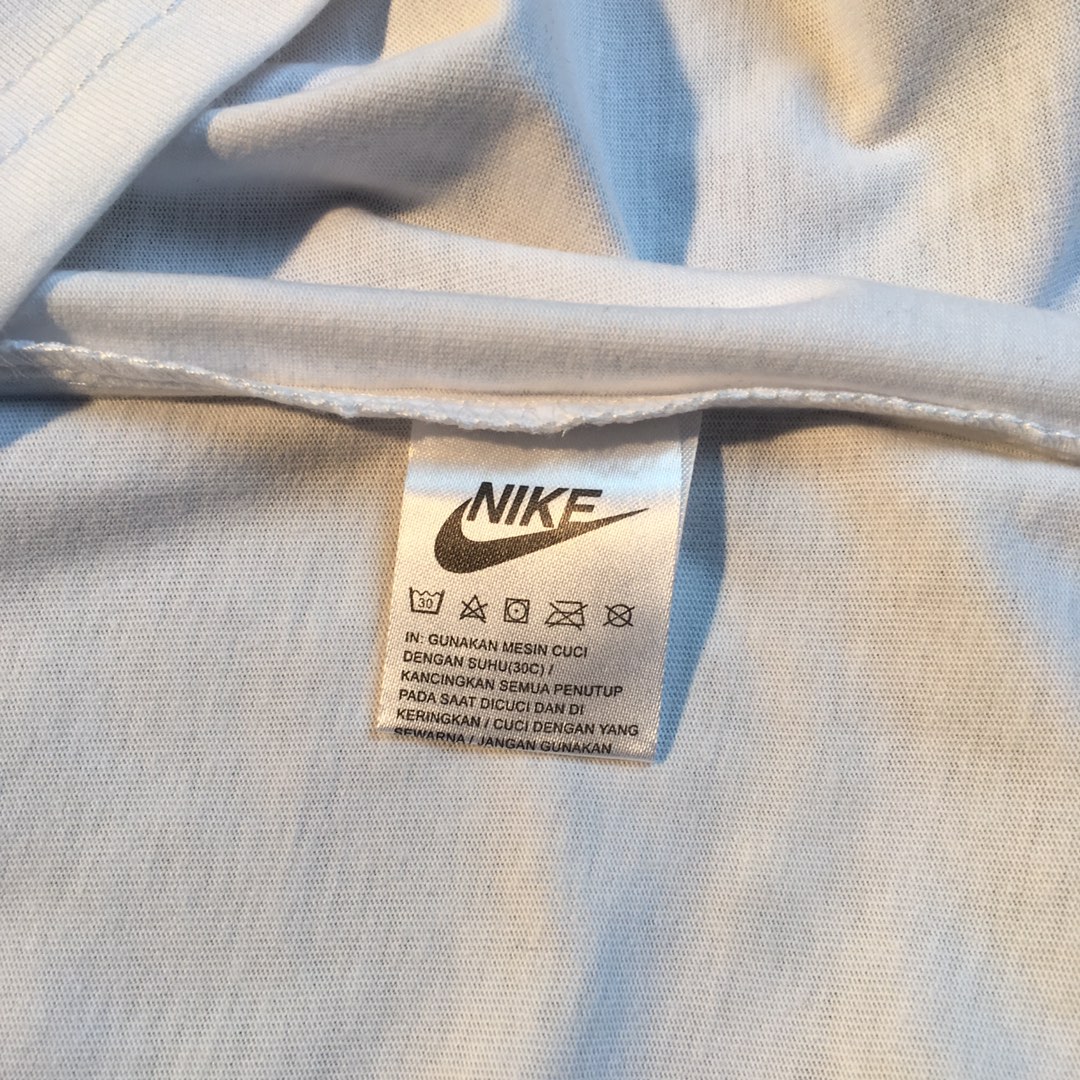 NIKE
30
IN: GUNAKAN MESIN CUCI
DENGAN SUHU(30C) /
KANCINGKAN SEMUA PENUTUP
PADA SAAT DICUCI DAN DI
KERINGKAN / CUCI DENGAN YANG
SEWARNA / JANGAN GUNAKAN